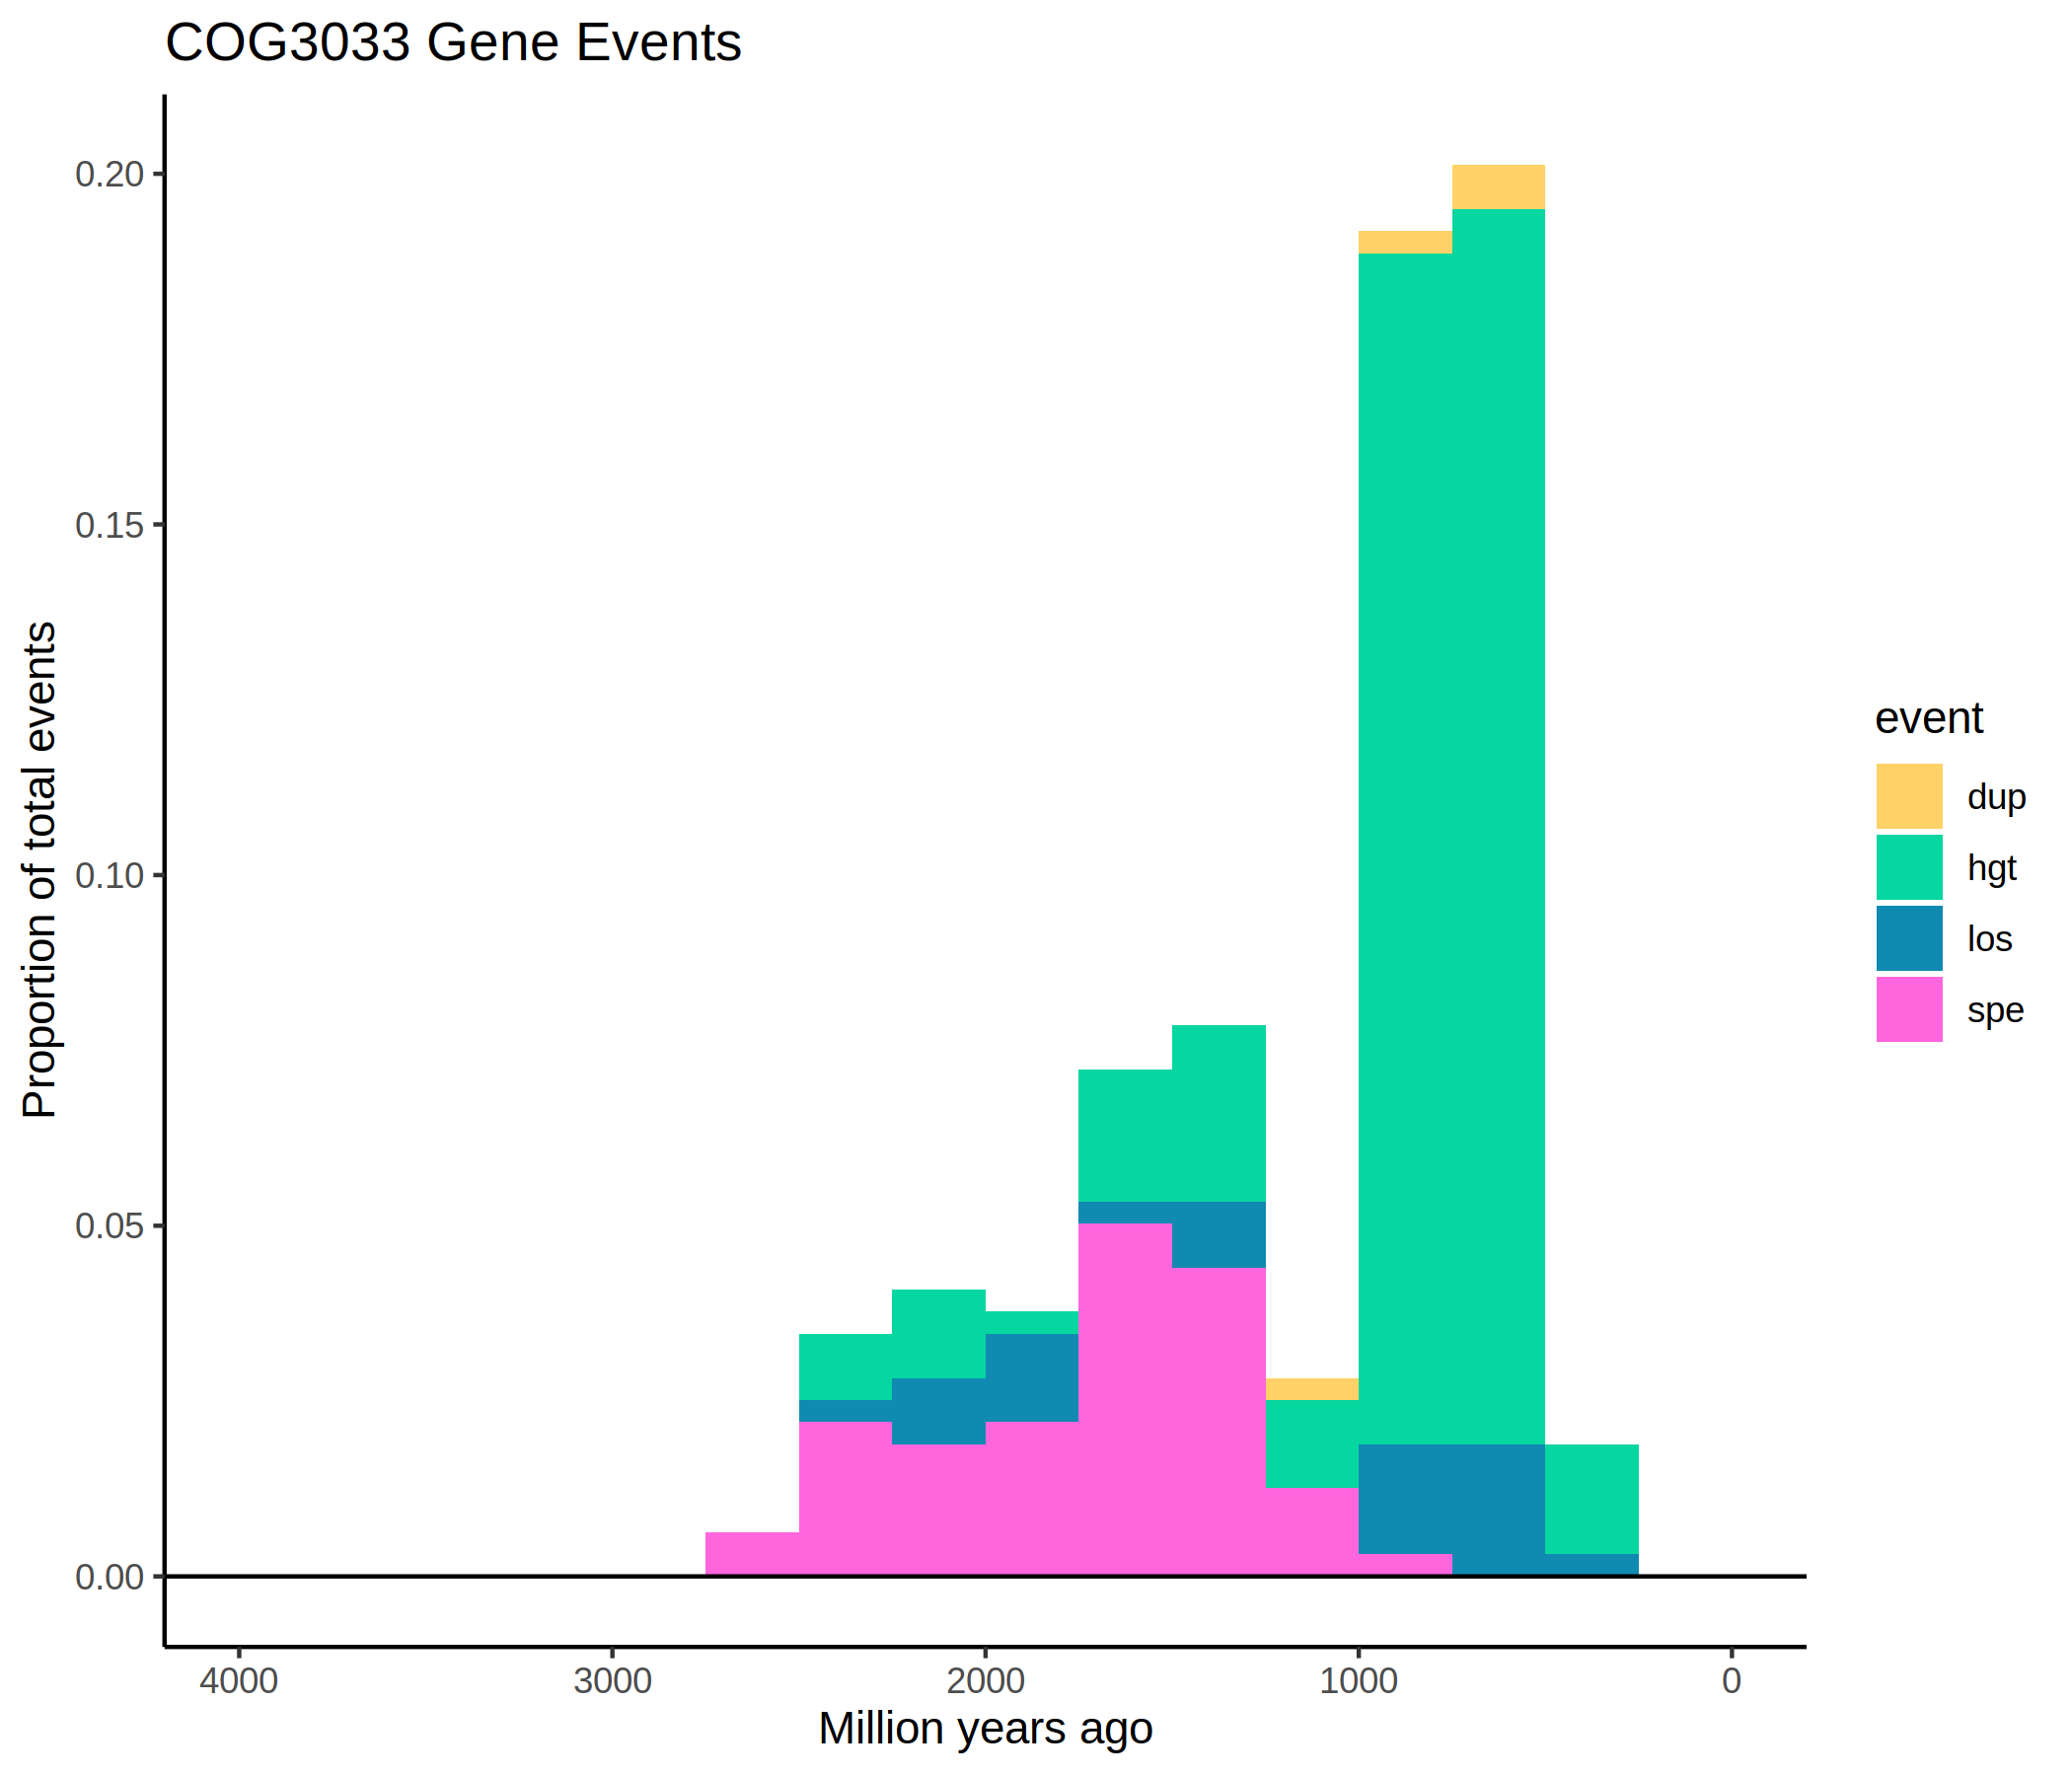 COG3033 Gene Events
Proportion of total events
0.20
0.15
0.10
0.05
0.00
4000 3000 2000 1000 0
Million years ago
event
dup
hgt
los
spe